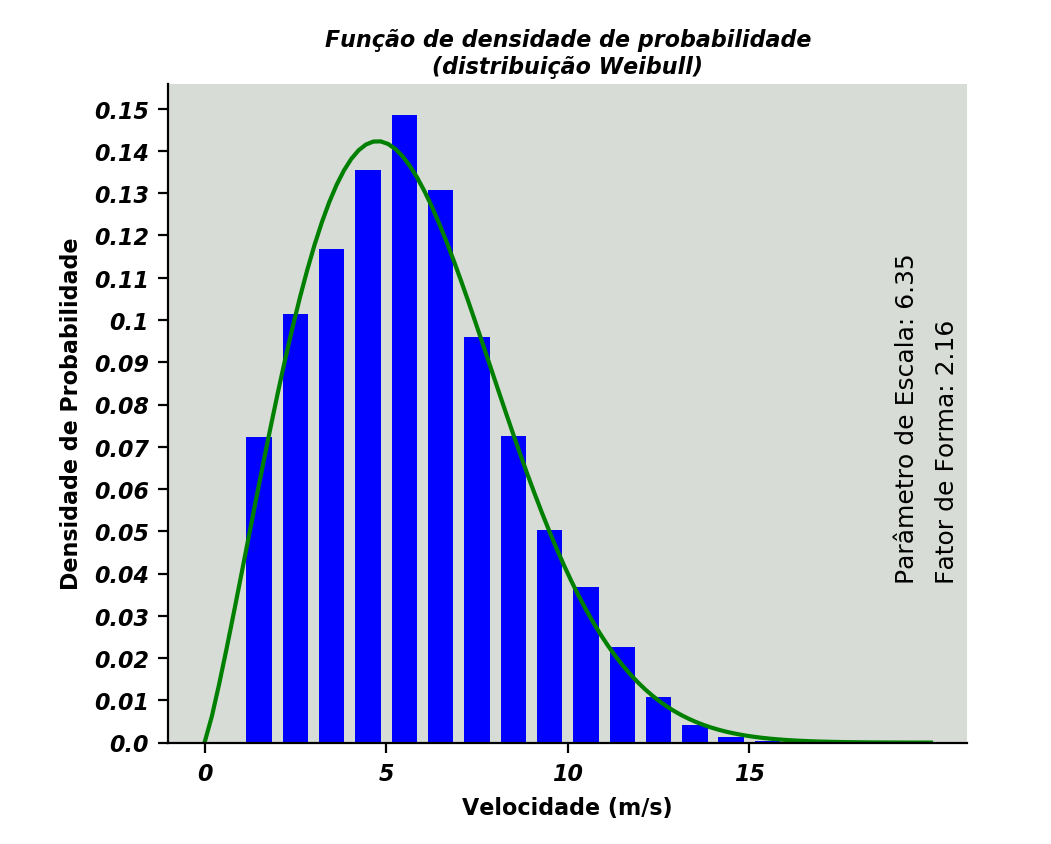 Função de densidade de probabilidade
(distribuição Weibull)
Densidade de Probabilidade
0.15
0.14
0.13
0.12
0.11
0.1
0.09
0.08
0.07
0.06
0.05
0.04
0.03
0.02
0.01
0.0
0 5 10 15
Velocidade (m/s)
Parâmetro de Escala: 6.35
Fator de Forma: 2.16